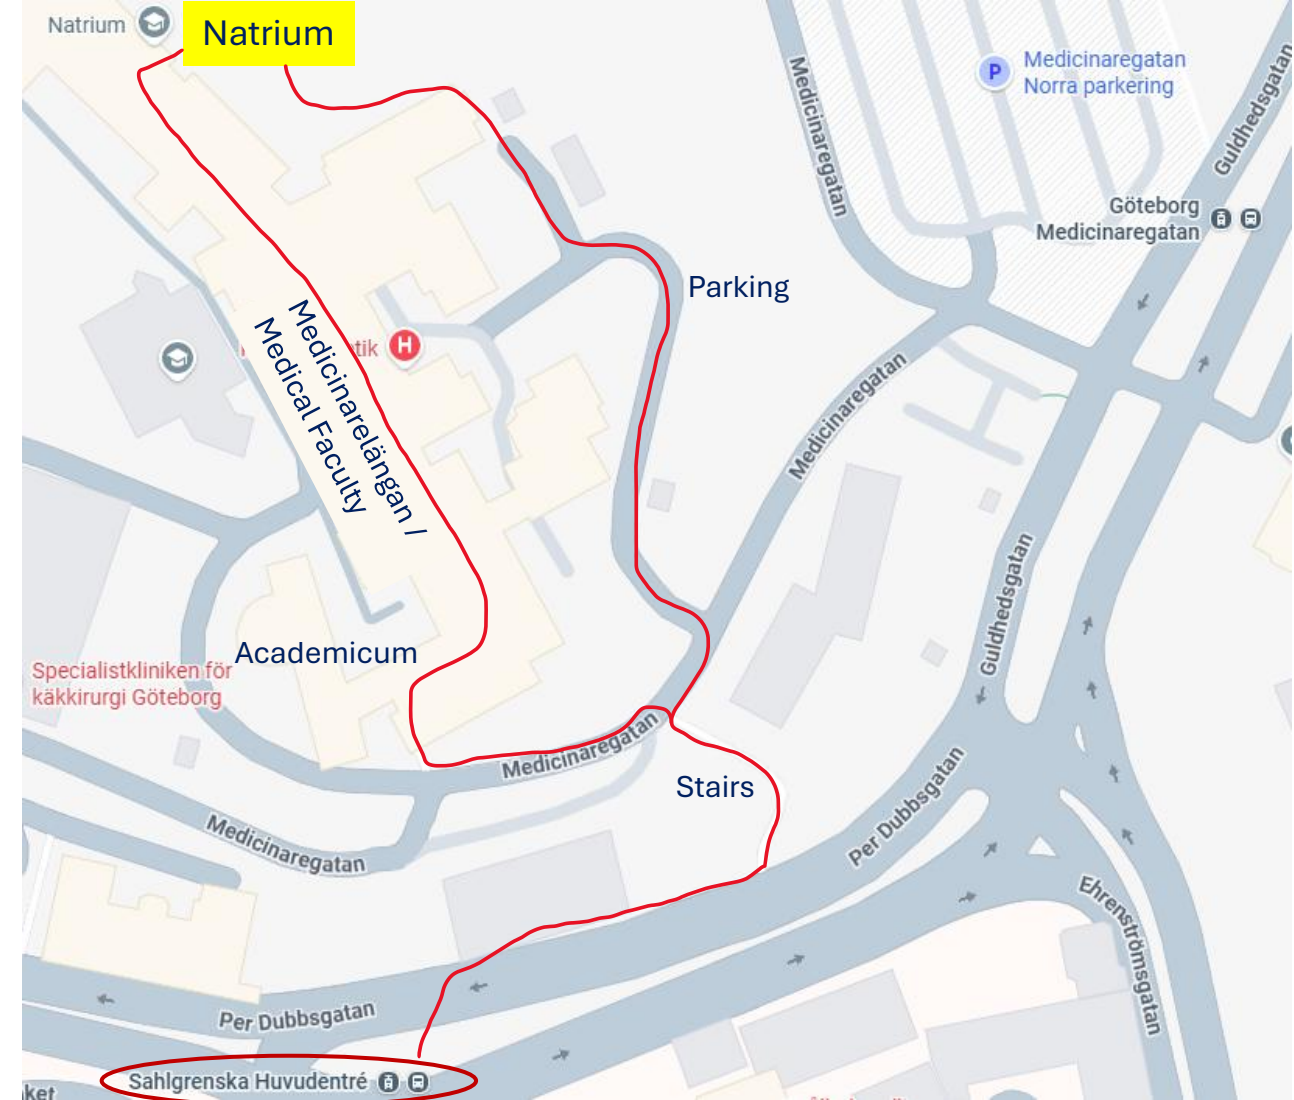 Natrium
Natrium
Medicinaregatan
Medicinaregatan
Norra parkering
P
Guldhedsgatan
Guldhedsgatan
Göteborg
Medicinaregatan
Parking
Medicinarelängan /
Medical Faculty
tik
H
Medicinaregatan
Guldhedsgatan
Academicum
Specialistkliniken för
käkkirurgi Göteborg
Medicinaregatan
Stairs
Per Dubbsgatan
Medicinaregatan
Ehrenströmsgatan
Per Dubbsgatan
Sahlgrenska Huvudentré
ket